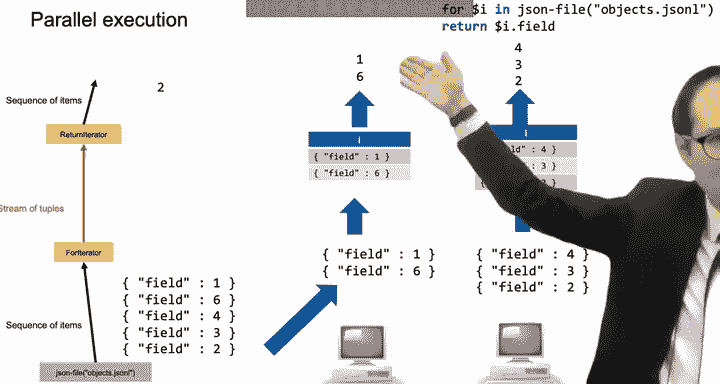 Parallel execution
for $i in json-file("objects.jsonl")
return $i.field
Sequence of items
2
ReturnIterator
Stream of tuples
ForIterator
Sequence of items
json-file("objects.jsonl")
{ "field" : 1 }
{ "field" : 6 }
{ "field" : 4 }
{ "field" : 3 }
{ "field" : 2 }
1
6
{ "field" : 1 }
{ "field" : 6 }
{ "field" : 1 }
{ "field" : 6 }
4
3
2
: 4 }
: 3 }
{ "field" : 4 }
{ "field" : 3 }
{ "field" : 2 }